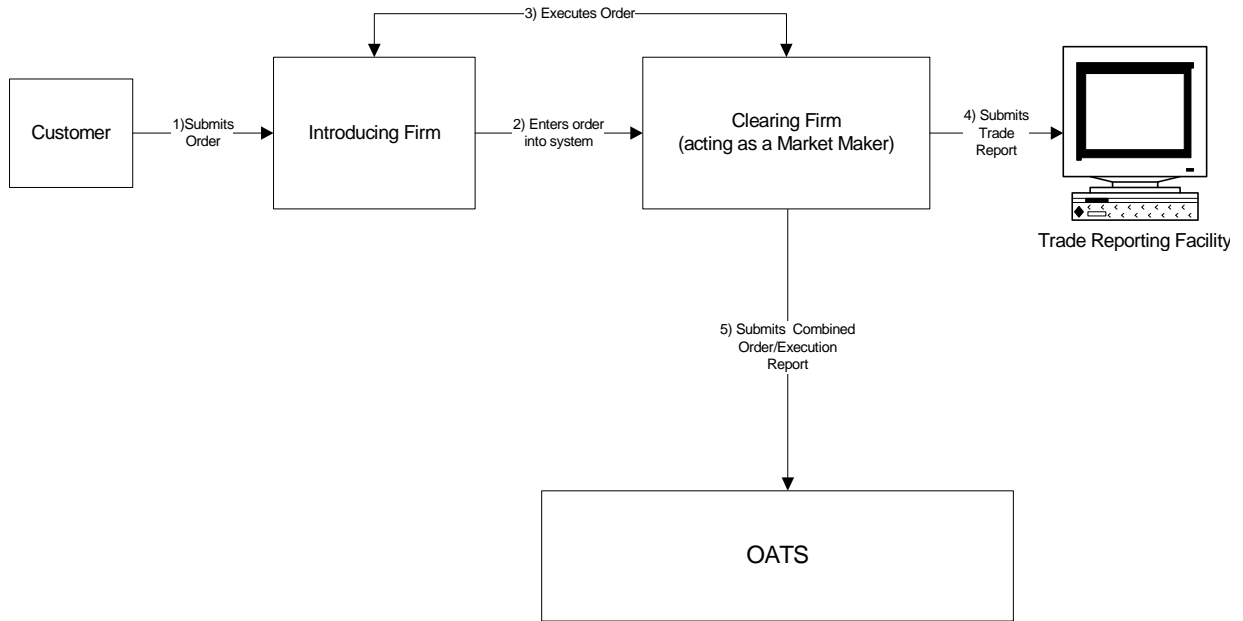 3) Executes Order
Customer
1)Submits
Order
Introducing Firm
2) Enters order
into system
Clearing Firm
(acting as a Market Maker)
4) Submits
Trade
Report
Trade Reporting Facility
5) Submits Combined
Order/Execution
Report
OATS